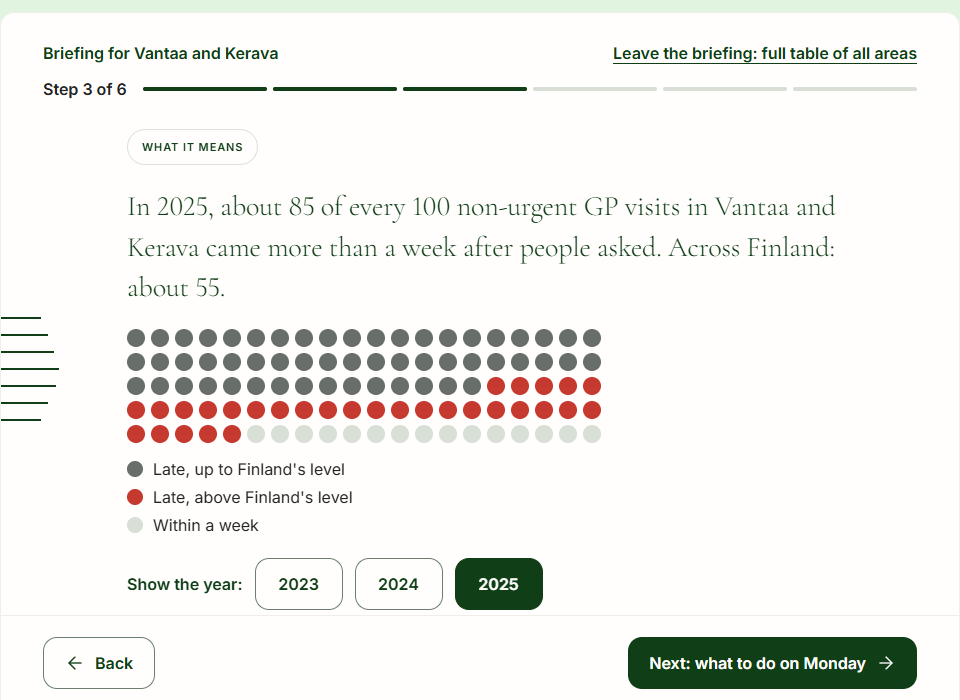 Briefing for Vantaa and Kerava
Leave the briefing: full table of all areas
Step 3 of 6
WHAT IT MEANS
In 2025, about 85 of every 100 non-urgent GP visits in Vantaa and
Kerava came more than a week after people asked. Across Finland:
about 55.
Late, up to Finland's level
Late, above Finland's level
Within a week
Show the year:
2023
2024
2025
Back
Next: what to do on Monday